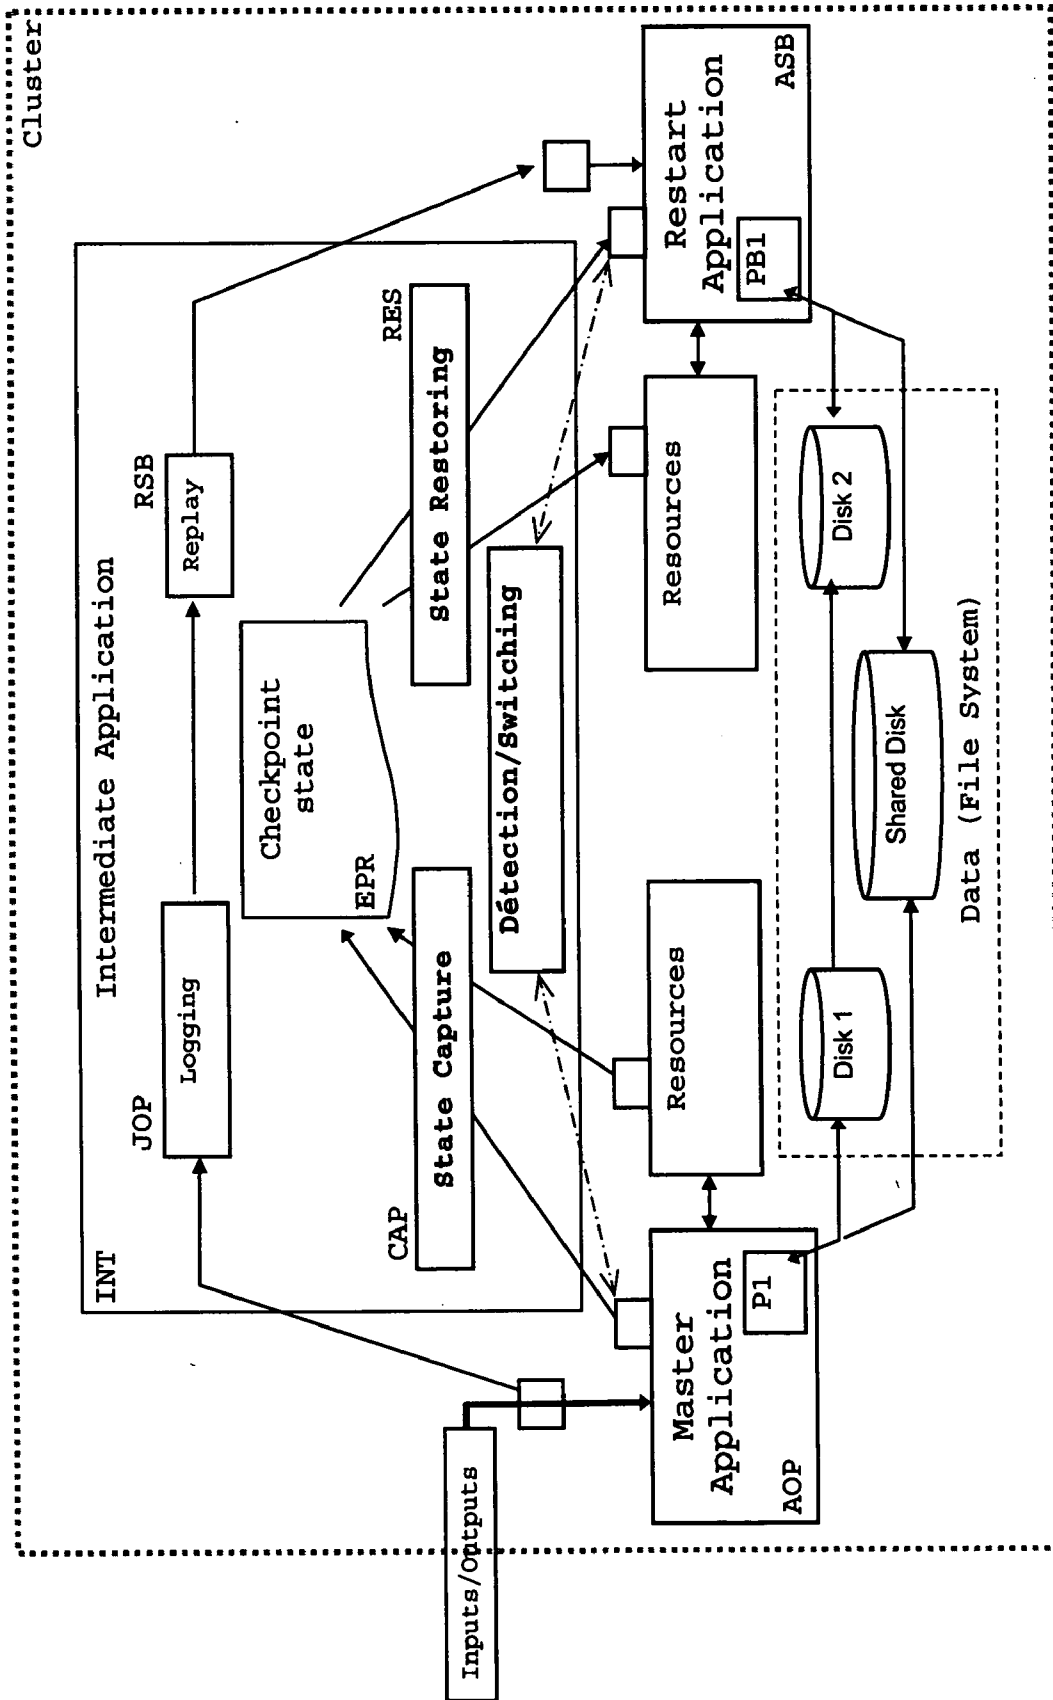 Cluster
Intermediate Application
INT
JOP
Logging
RSB
Replay
Checkpoint
state
EPR
CAP
State Capture
RES
State Restoring
Détection/Switching
Inputs/Outputs
Master
Application
P1
AOP
Resources
Resources
Restart
Application
PB1
ASB
Disk 1
Disk 2
Shared Disk
Data (File System)